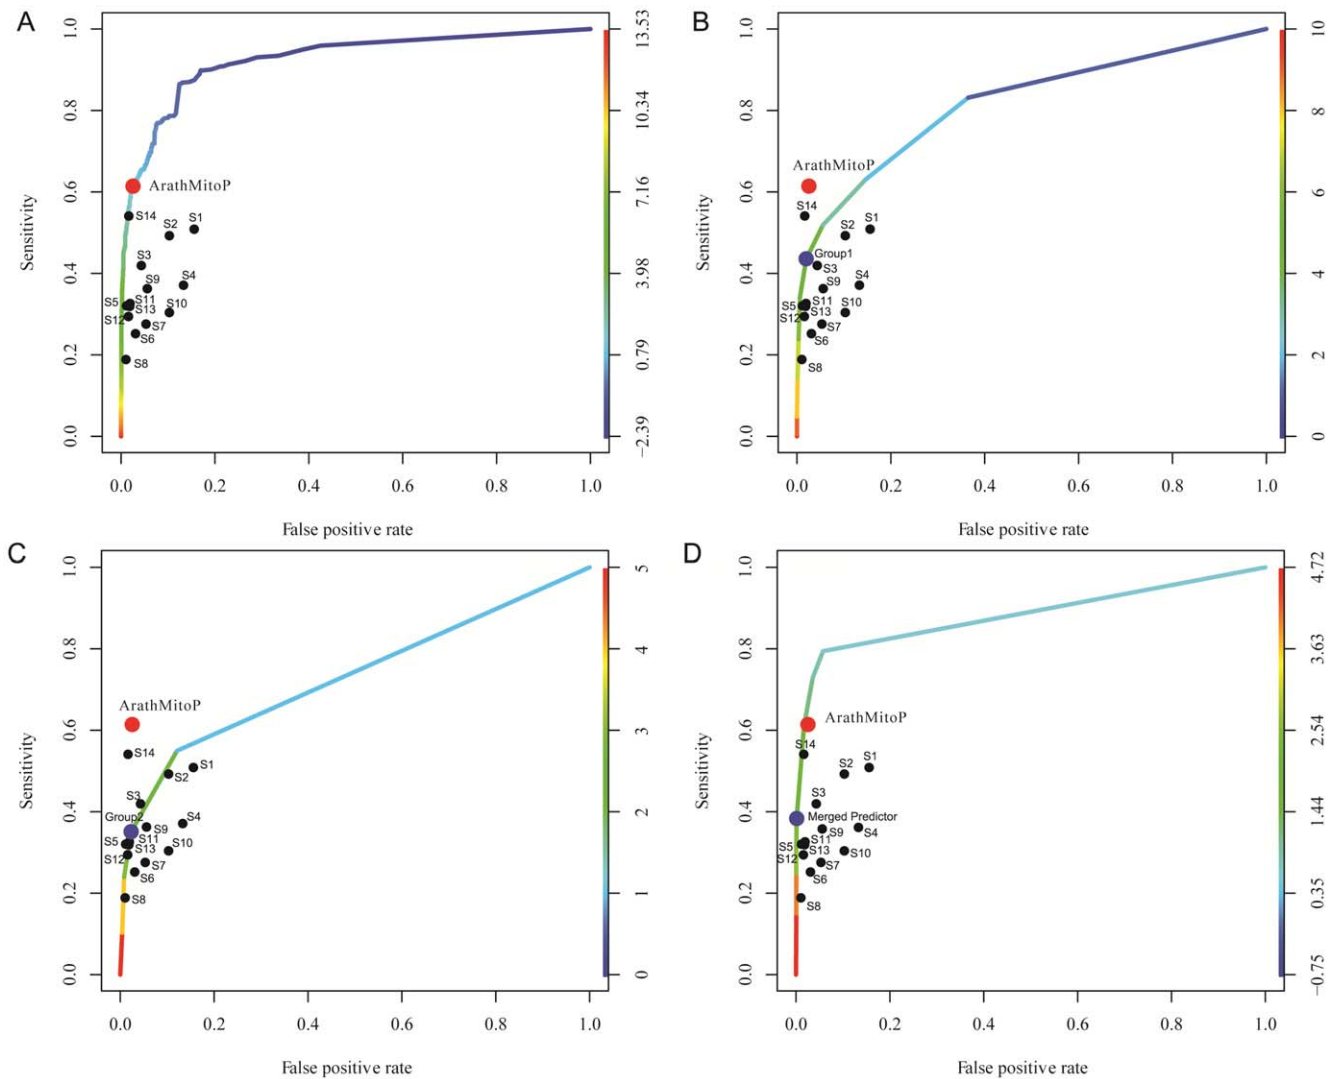 A
Sensitivity
1.0
0.8
0.6
0.4
0.2
0.0
ArathMitoP
S14
S2
S1
S3
S9
S4
S5
S11
S13
S10
S12
S7
S6
S8
13.53
10.34
7.16
3.98
0.79
−2.39
0.0 0.2 0.4 0.6 0.8 1.0
False positive rate
B
Sensitivity
1.0
0.8
0.6
0.4
0.2
0.0
ArathMitoP
S14
S2
S1
Group1
S3
S9
S4
S5
S11
S13
S10
S12
S7
S6
S8
10
8
6
4
2
0
0.0 0.2 0.4 0.6 0.8 1.0
False positive rate
C
Sensitivity
1.0
0.8
0.6
0.4
0.2
0.0
ArathMitoP
S14
S1
S2
S3
Group2
S9
S4
S5
S11
S13
S10
S12
S7
S6
S8
5
4
3
2
1
0
0.0 0.2 0.4 0.6 0.8 1.0
False positive rate
D
Sensitivity
1.0
0.8
0.6
0.4
0.2
0.0
ArathMitoP
S14
S2
S1
S3
Merged Predictor
S9
S4
S5
S11
S13
S10
S12
S7
S6
S8
4.72
3.63
2.54
1.44
0.35
−0.75
0.0 0.2 0.4 0.6 0.8 1.0
False positive rate